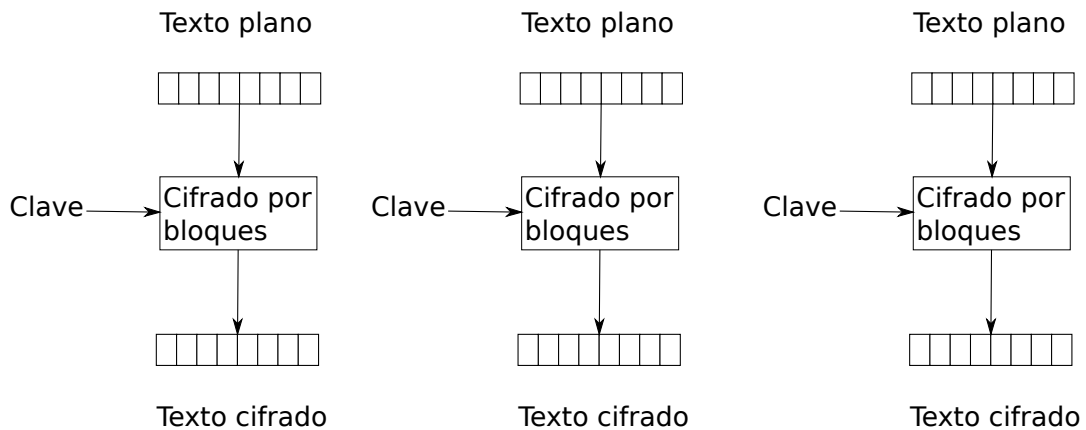 Texto plano
Texto plano
Texto plano
Clave
Cifrado por
bloques
Clave
Cifrado por
bloques
Clave
Cifrado por
bloques
Texto cifrado
Texto cifrado
Texto cifrado